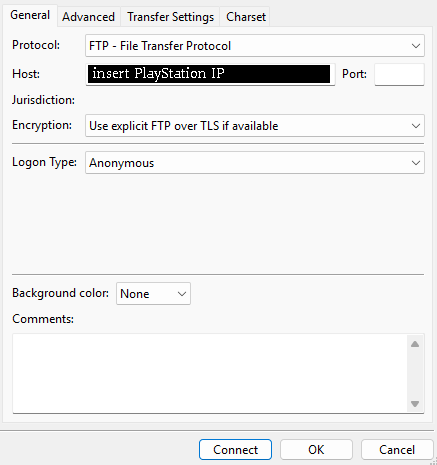 General Advanced Transfer Settings Charset
Protocol: FTP - File Transfer Protocol
Host: insert PlayStation IP Port:
Jurisdiction:
Encryption: Use explicit FTP over TLS if available
Logon Type: Anonymous
Background color: None
Comments:
Connect OK Cancel